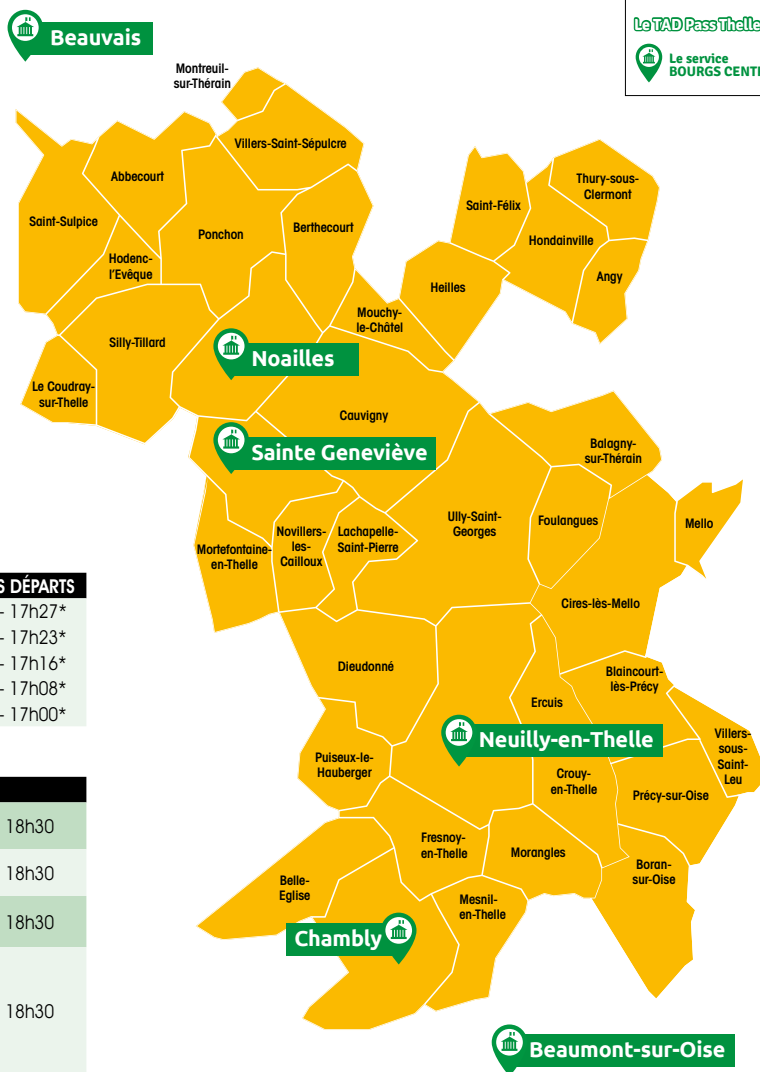 Le TAD Pass Thelle
Le service
BOURGS CENT
Beauvais
Montreuil-
sur-Thérain
Villers-Saint-Sépulcre
Abbecourt
Thury-sous-
Clermont
Saint-Félix
Saint-Sulpice
Ponchon
Berthecourt
Hondainville
Hodenc-
l'Evêque
Angy
Heilles
Mouchy-
le-Châtel
Silly-Tillard
Noailles
Le Coudray-
sur-Thelle
Cauvigny
Sainte Geneviève
Balagny-
sur-Thérain
Ully-Saint-
Georges
Foulangues
Mello
Mortefontaine-
en-Thelle
Novillers-
les-
Cailloux
Lachapelle-
Saint-Pierre
S DÉPARTS
- 17h27*
- 17h23*
- 17h16*
- 17h08*
- 17h00*
Cires-lès-Mello
Dieudonné
Blaincourt-
lès-Précy
Ercuis
Neuilly-en-Thelle
Villers-
sous-
Saint-
Leu
Puiseux-le-
Hauberger
Crouy-
en-Thelle
Précy-sur-Oise
18h30
18h30
18h30
18h30
Fresnoy-
en-Thelle
Morangles
Boran-
sur-Oise
Belle-
Eglise
Mesnil-
en-Thelle
Chambly
Beaumont-sur-Oise